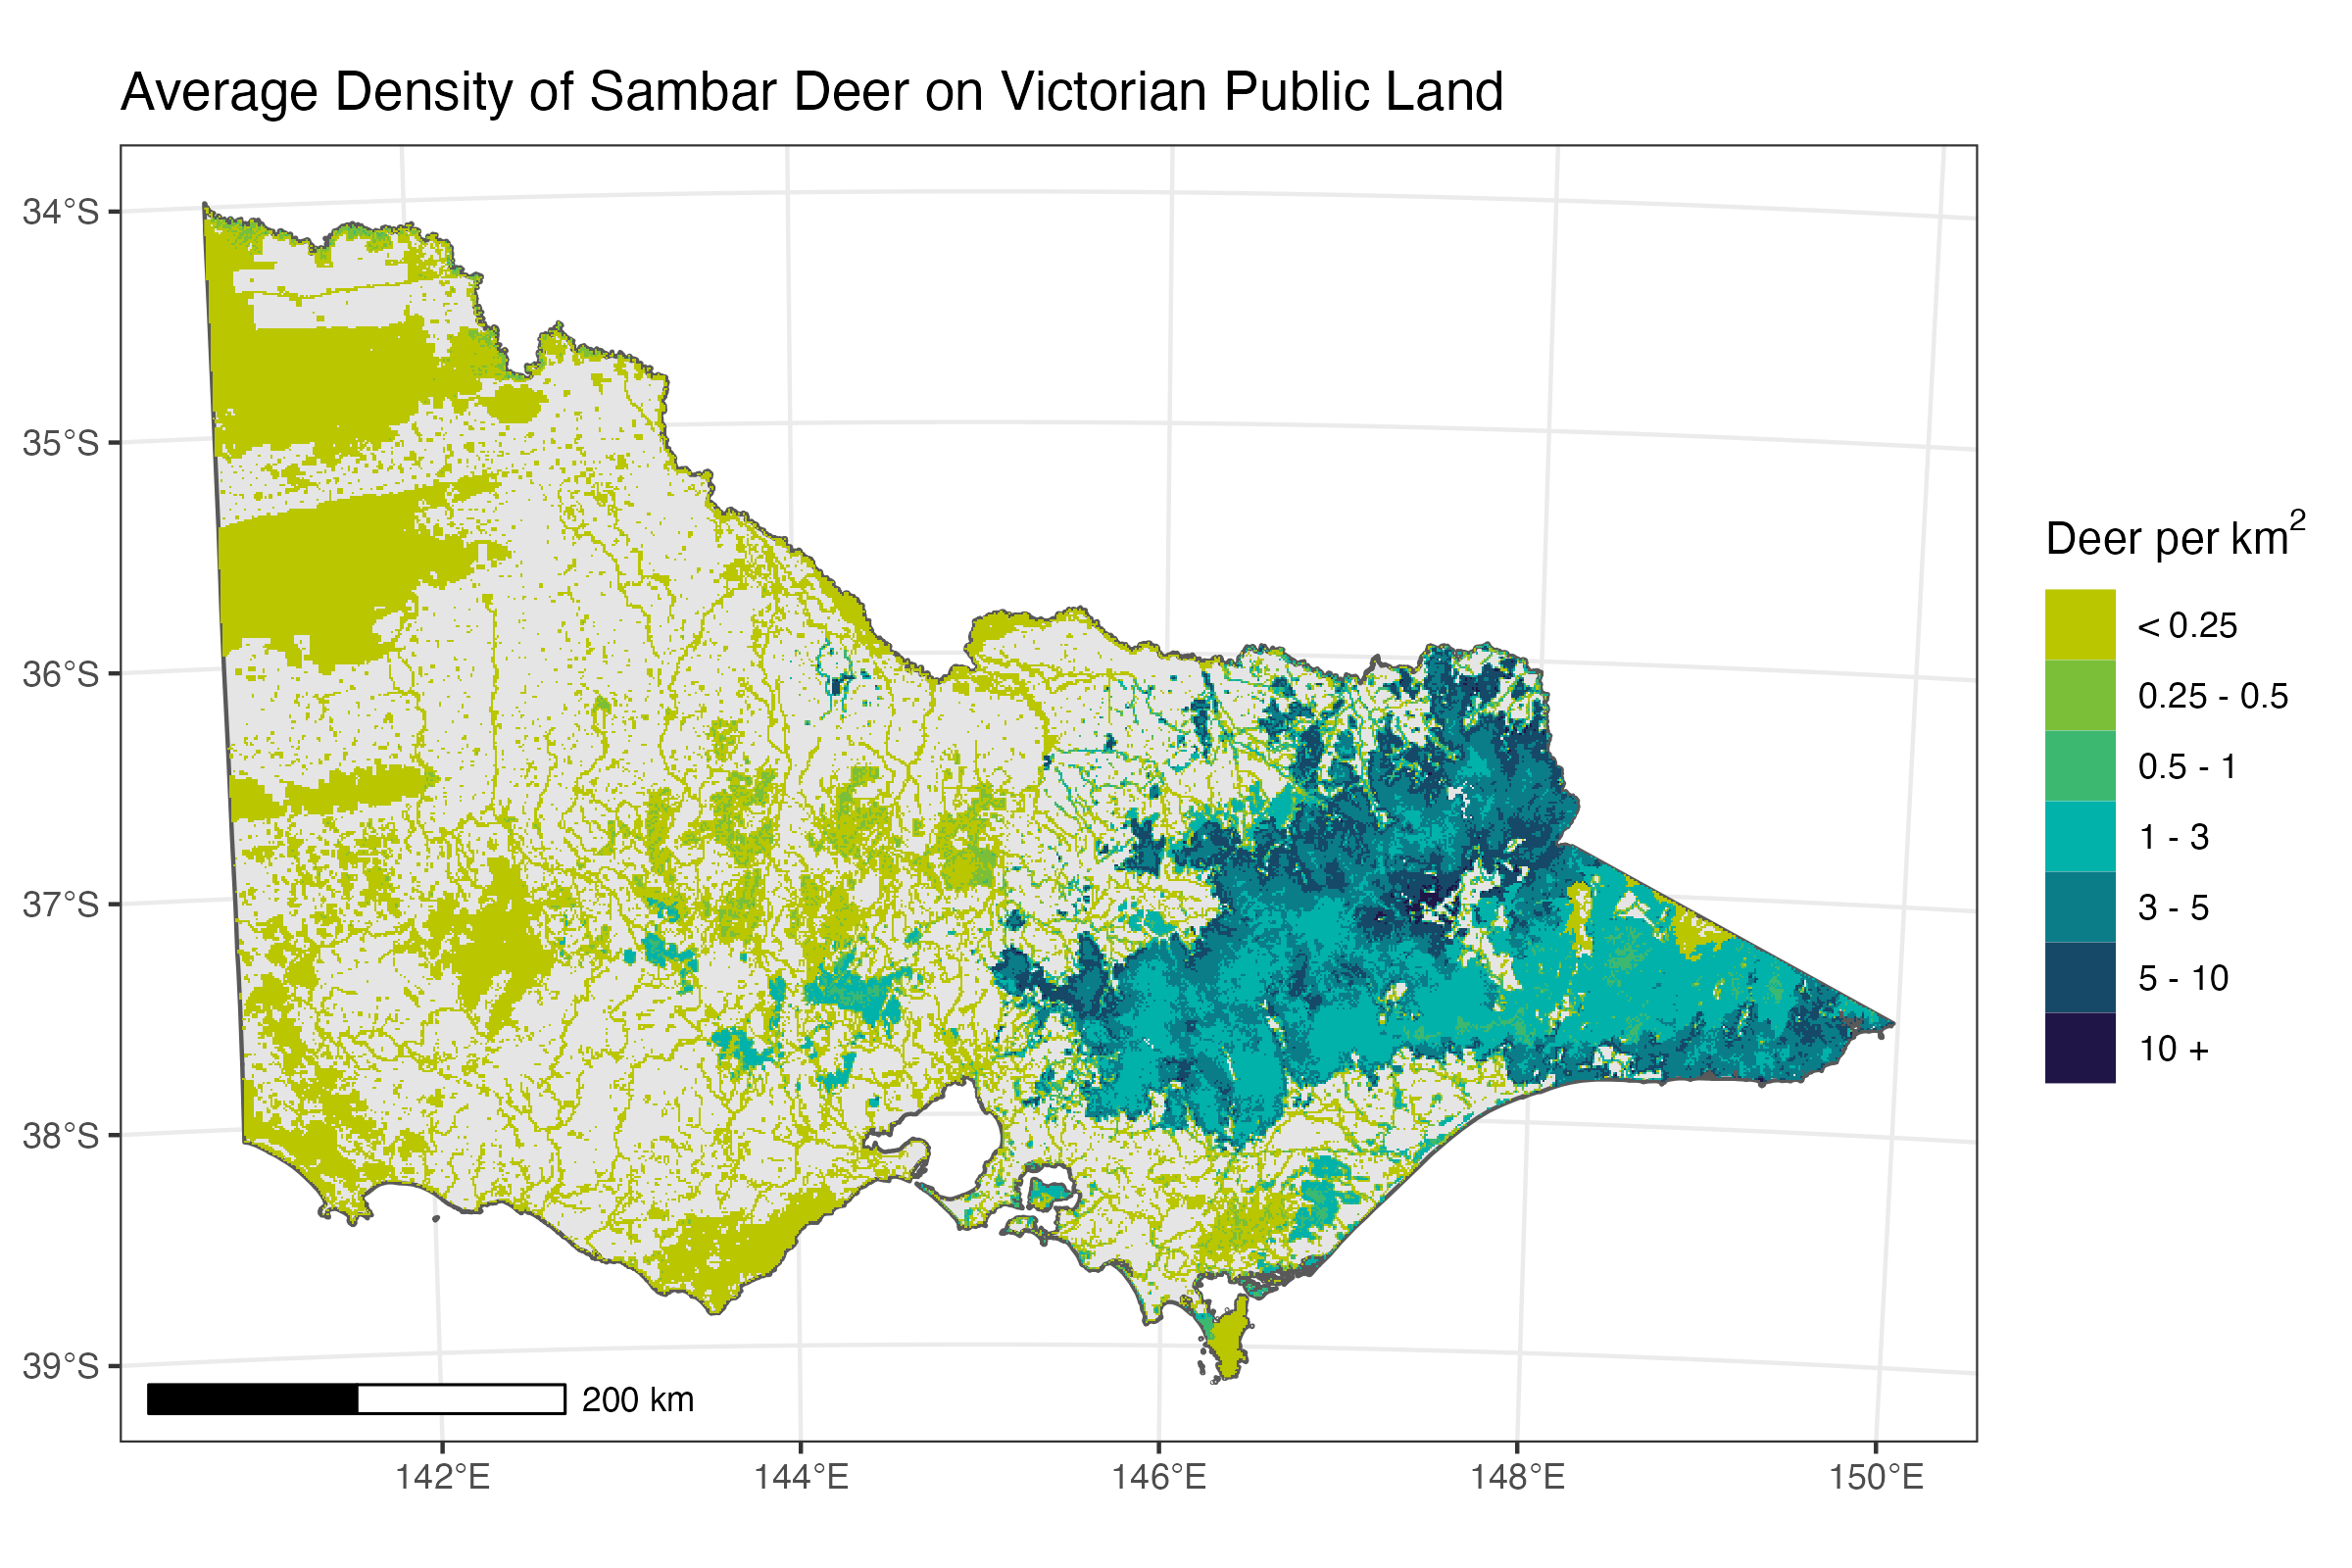 Average Density of Sambar Deer on Victorian Public Land
34°S
35°S
36°S
37°S
38°S
39°S
200 km
142°E
144°E
146°E
148°E
150°E
Deer per km²
< 0.25
0.25 - 0.5
0.5 - 1
1 - 3
3 - 5
5 - 10
10 +